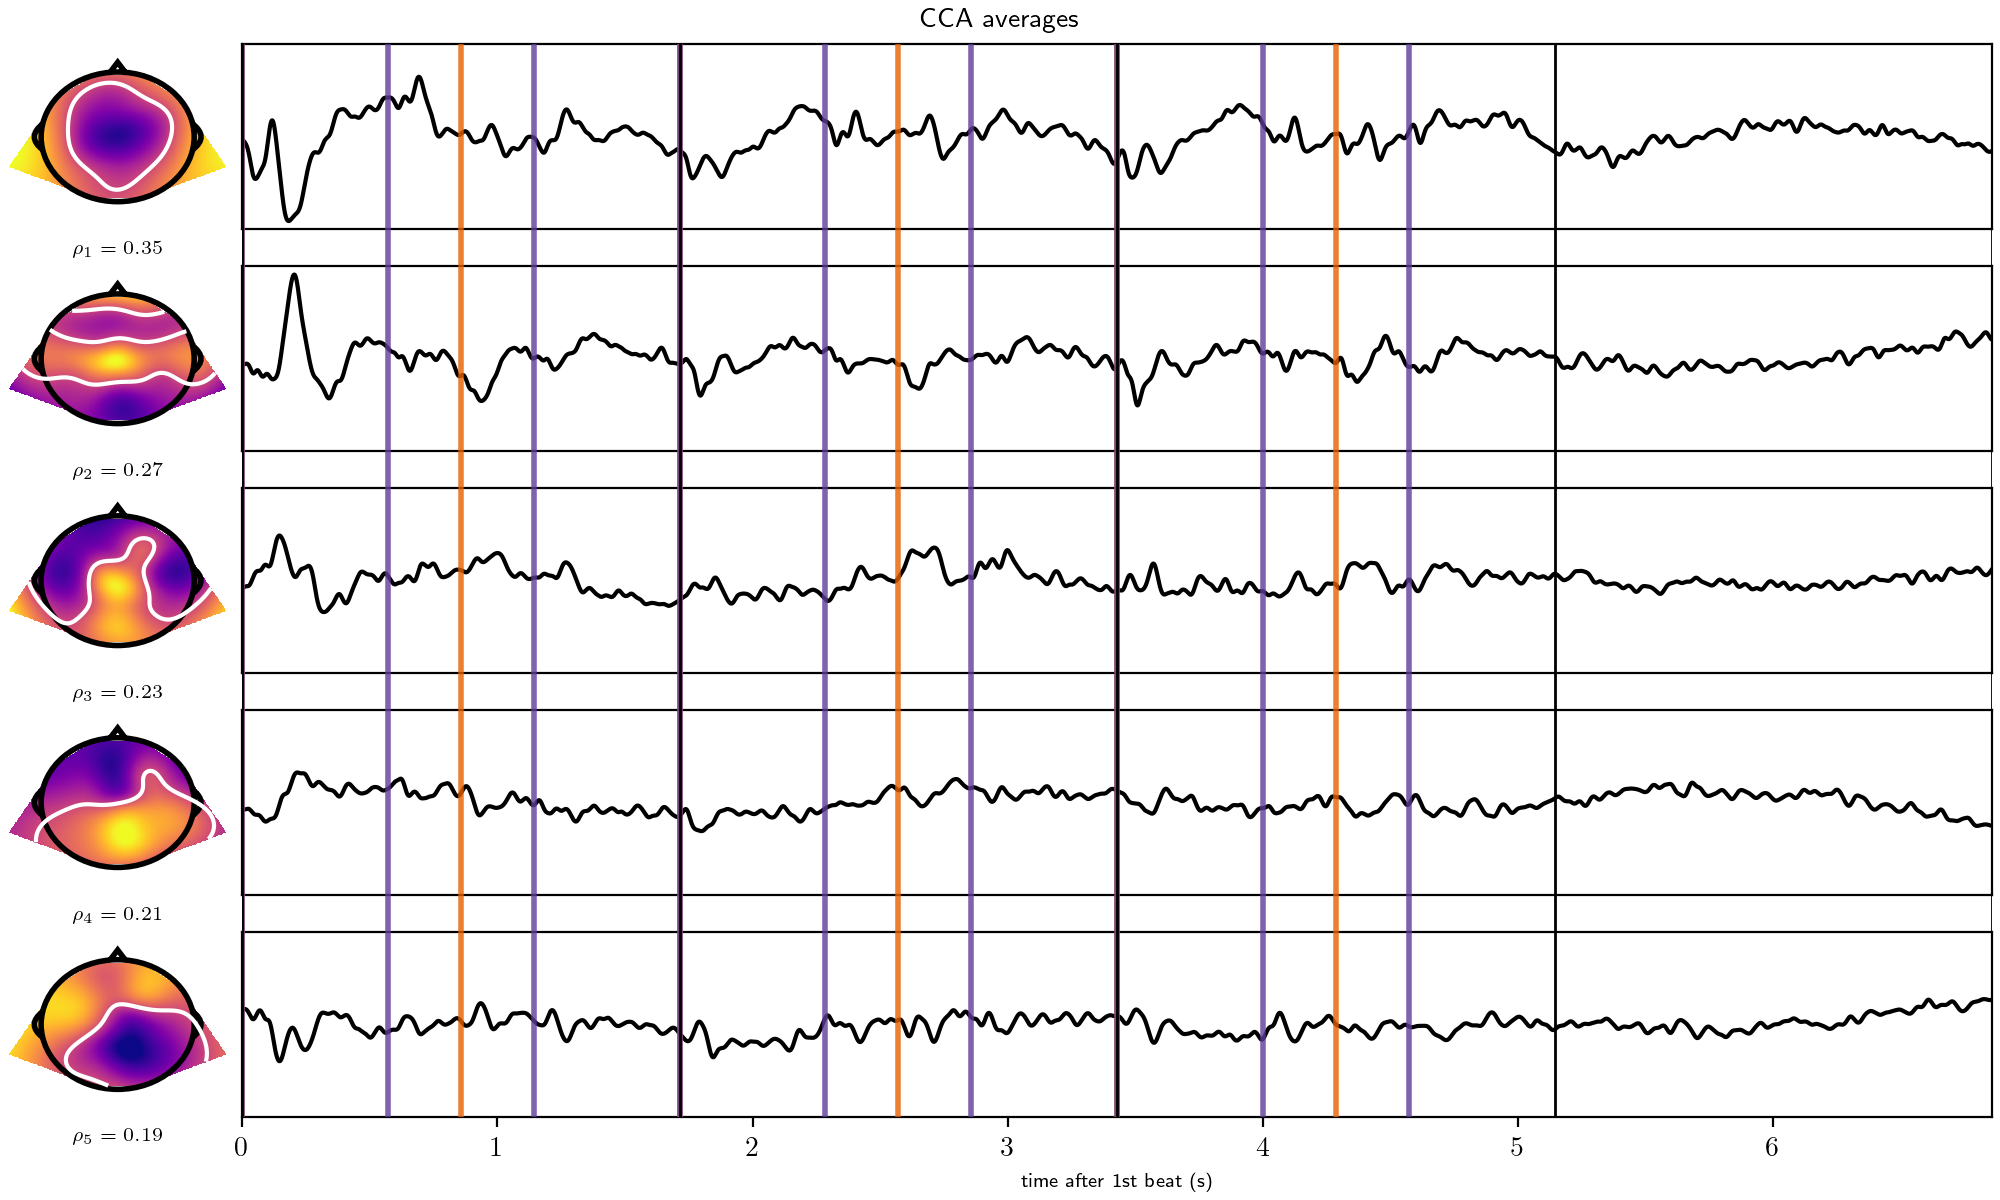 CCA averages
ρ₁ = 0.35
ρ₂ = 0.27
ρ₃ = 0.23
ρ₄ = 0.21
ρ₅ = 0.19
0 1 2 3 4 5 6
time after 1st beat (s)